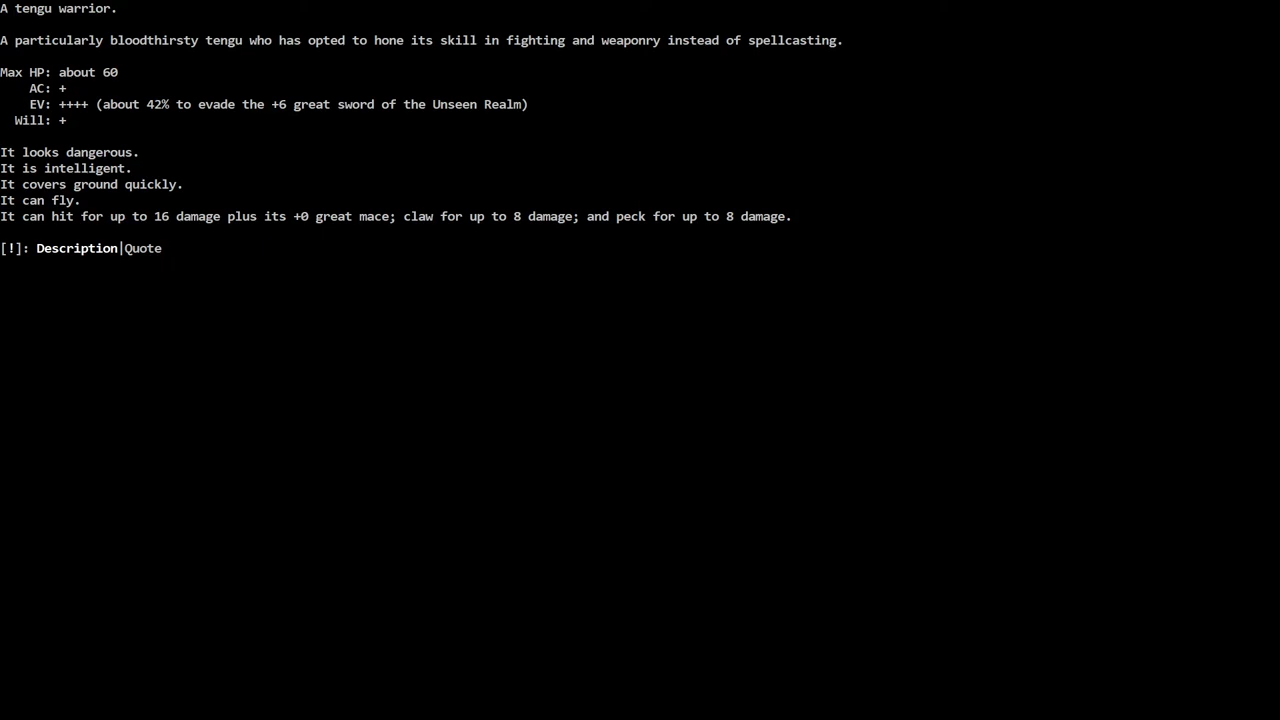 A tengu warrior.
A particularly bloodthirsty tengu who has opted to hone its skill in fighting and weaponry instead of spellcasting.
Max HP: about 60
AC: +
EV: ++++ (about 42% to evade the +6 great sword of the Unseen Realm)
Will: +
It looks dangerous.
It is intelligent.
It covers ground quickly.
It can fly.
It can hit for up to 16 damage plus its +0 great mace; claw for up to 8 damage; and peck for up to 8 damage.
[!]: Description|Quote